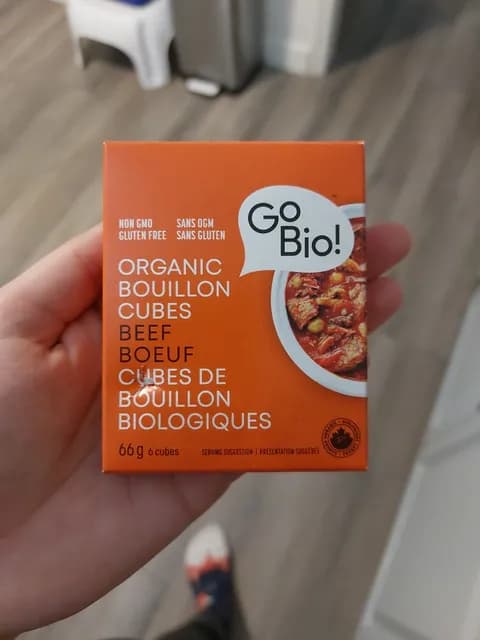 Go
Bio!
NON GMO
GLUTEN FREE
SANS OGM
SANS GLUTEN
ORGANIC
BOUILLON
CUBES
BEEF
BOEUF
CUBES DE
BOUILLON
BIOLOGIQUES
66 g 6 cubes
SERVING SUGGESTION | PRÉSENTATION SUGGÉRÉE